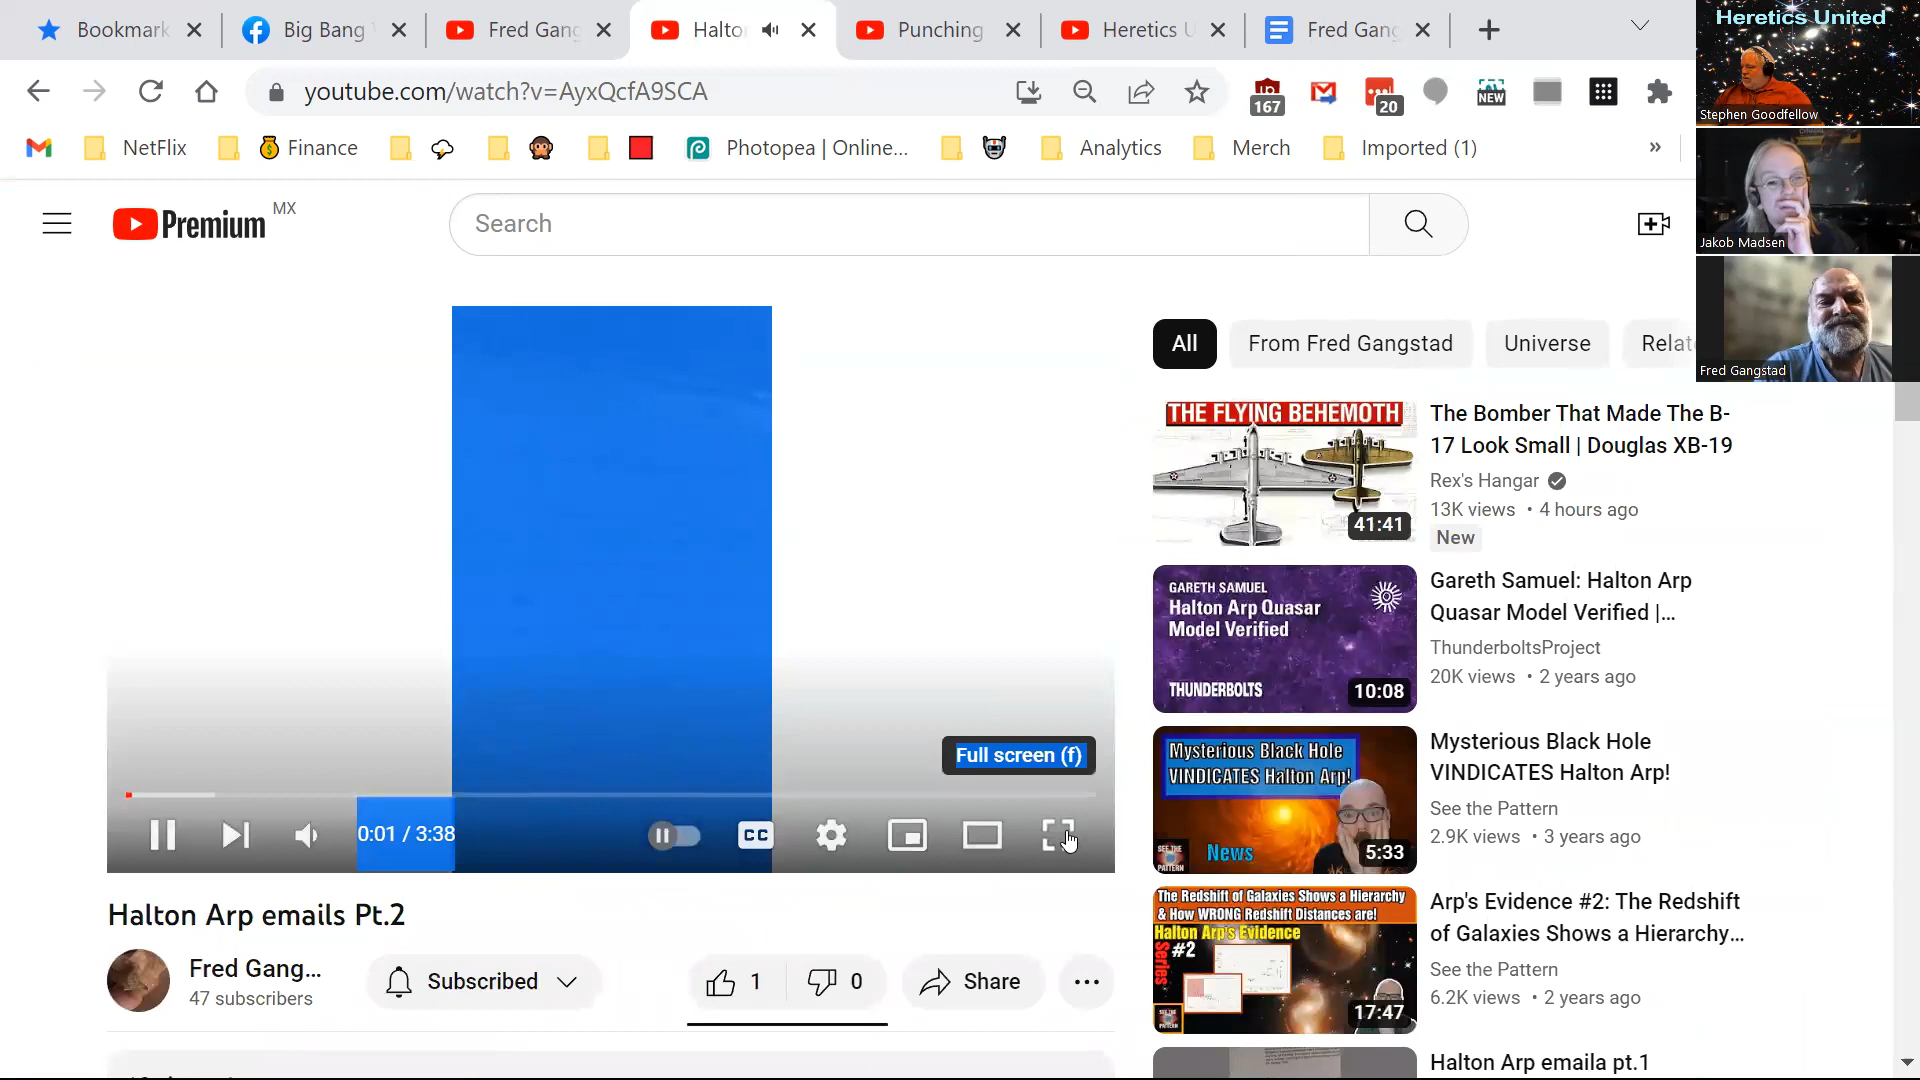 Bookmark
Big Bang
Fred Gang
Halto
Punching
Heretics U
Fred Gang
youtube.com/watch?v=AyxQcfA9SCA
167
20
NEW
NetFlix
Finance
Photopea | Online...
Analytics
Merch
Imported (1)
»
Heretics United
Stephen Goodfellow
Jakob Madsen
Fred Gangstad
Premium
MX
Search
All
From Fred Gangstad
Universe
Relat
Full screen (f)
0:01 / 3:38
CC
Halton Arp emails Pt.2
Fred Gang...
47 subscribers
Subscribed
1
0
Share
THE FLYING BEHEMOTH
41:41
The Bomber That Made The B-
17 Look Small | Douglas XB-19
Rex's Hangar
13K views • 4 hours ago
New
GARETH SAMUEL
Halton Arp Quasar
Model Verified
THUNDERBOLTS
10:08
Gareth Samuel: Halton Arp
Quasar Model Verified |...
ThunderboltsProject
20K views • 2 years ago
Mysterious Black Hole
VINDICATES Halton Arp!
SEE THE
PATTERN
News
5:33
Mysterious Black Hole
VINDICATES Halton Arp!
See the Pattern
2.9K views • 3 years ago
The Redshift of Galaxies Shows a Hierarchy
& How WRONG Redshift Distances are!
Halton Arp's Evidence
Series
#2
17:47
Arp's Evidence #2: The Redshift
of Galaxies Shows a Hierarchy...
See the Pattern
6.2K views • 2 years ago
Halton Arp emaila pt.1